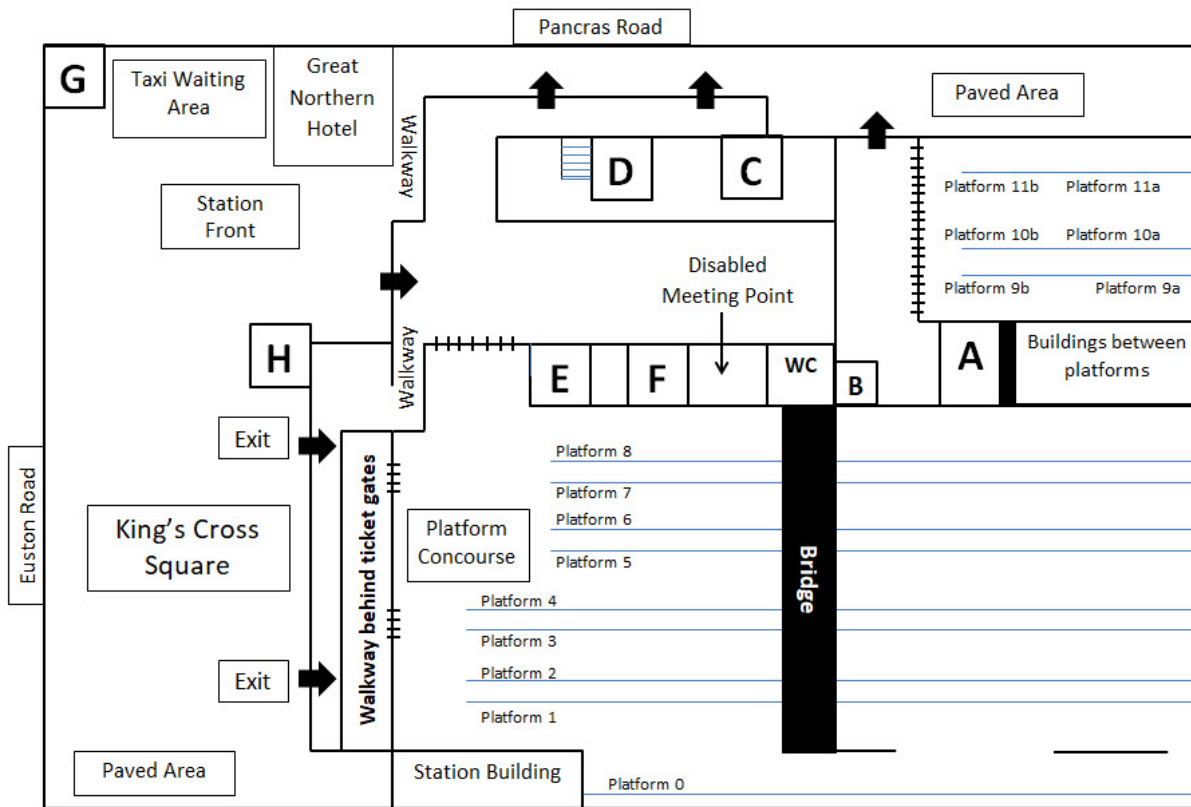 Pancras Road
G
Taxi Waiting
Area
Great
Northern
Hotel
Walkway
Paved Area
D
C
Platform 11b
Platform 11a
Station
Front
Platform 10b
Platform 10a
Disabled
Meeting Point
Platform 9b
Platform 9a
H
Walkway
E
F
WC
B
A
Buildings between
platforms
Exit
Platform 8
Platform 7
Platform 6
Platform 5
Euston Road
King's Cross
Square
Walkway behind ticket gates
Platform
Concourse
Bridge
Platform 4
Platform 3
Exit
Platform 2
Platform 1
Paved Area
Station Building
Platform 0